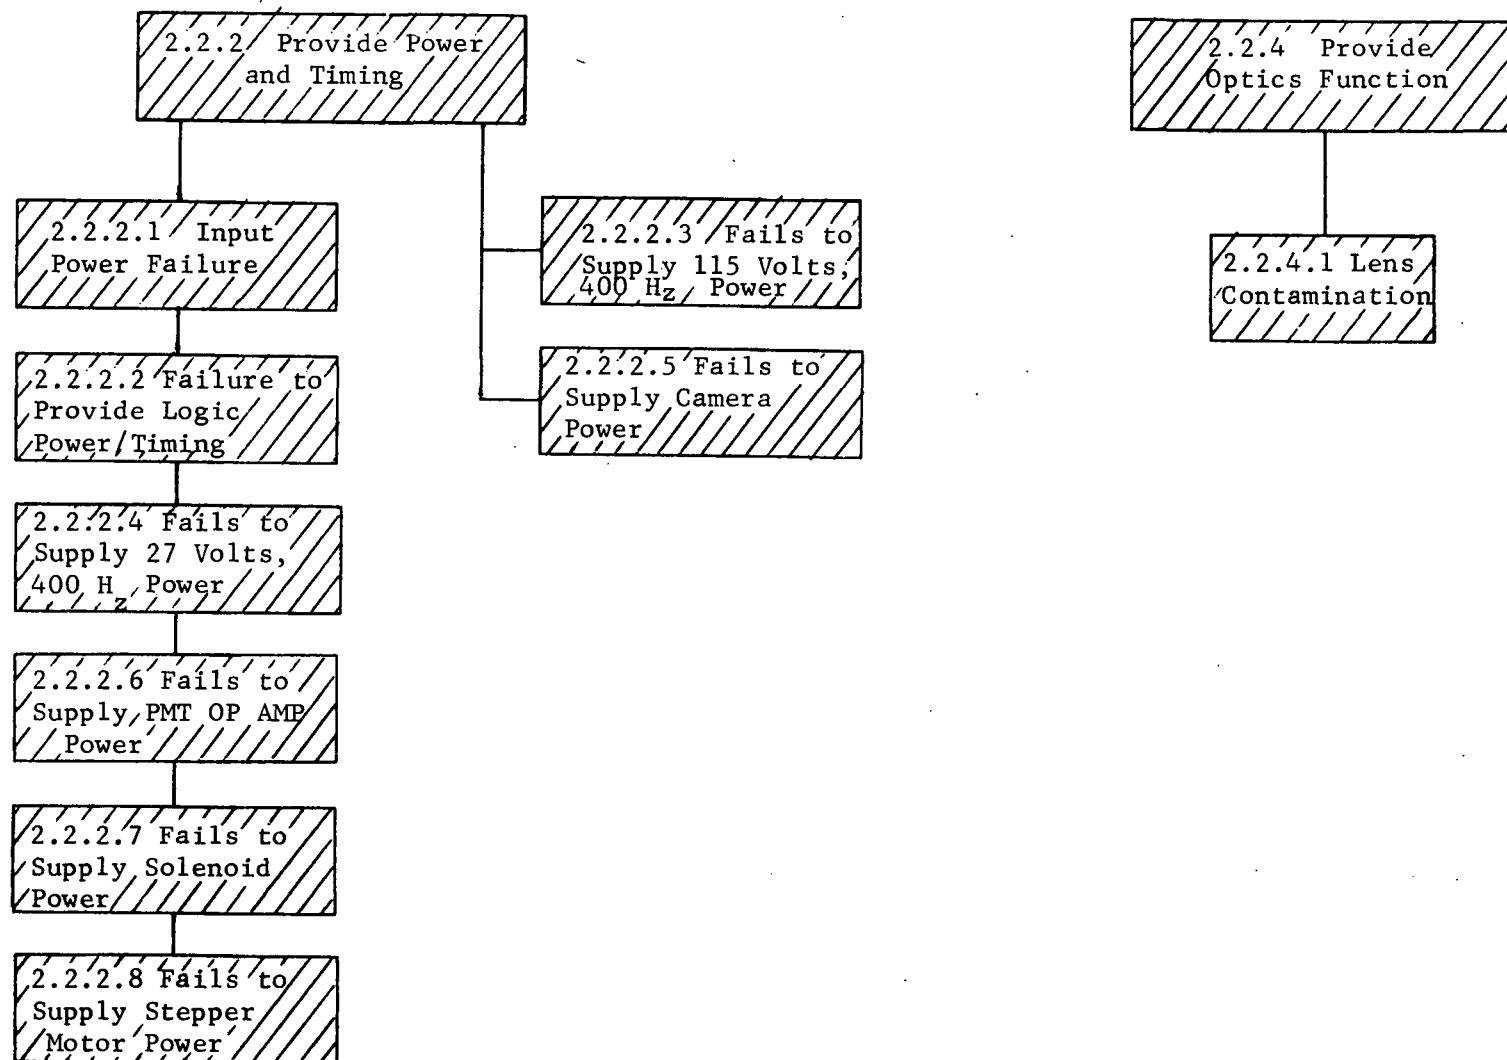 2.2.2 Provide Power
and Timing
2.2.4 Provide
Optics Function
2.2.2.1 Input
Power Failure
2.2.2.3 Fails to
Supply 115 Volts,
400 Hz Power
2.2.4.1 Lens
Contamination
2.2.2.2 Failure to
Provide Logic
Power/Timing
2.2.2.5 Fails to
Supply Camera
Power
2.2.2.4 Fails to
Supply 27 Volts,
400 Hz Power
2.2.2.6 Fails to
Supply PMT OP AMP
Power
2.2.2.7 Fails to
Supply Solenoid
Power
2.2.2.8 Fails to
Supply Stepper
Motor Power